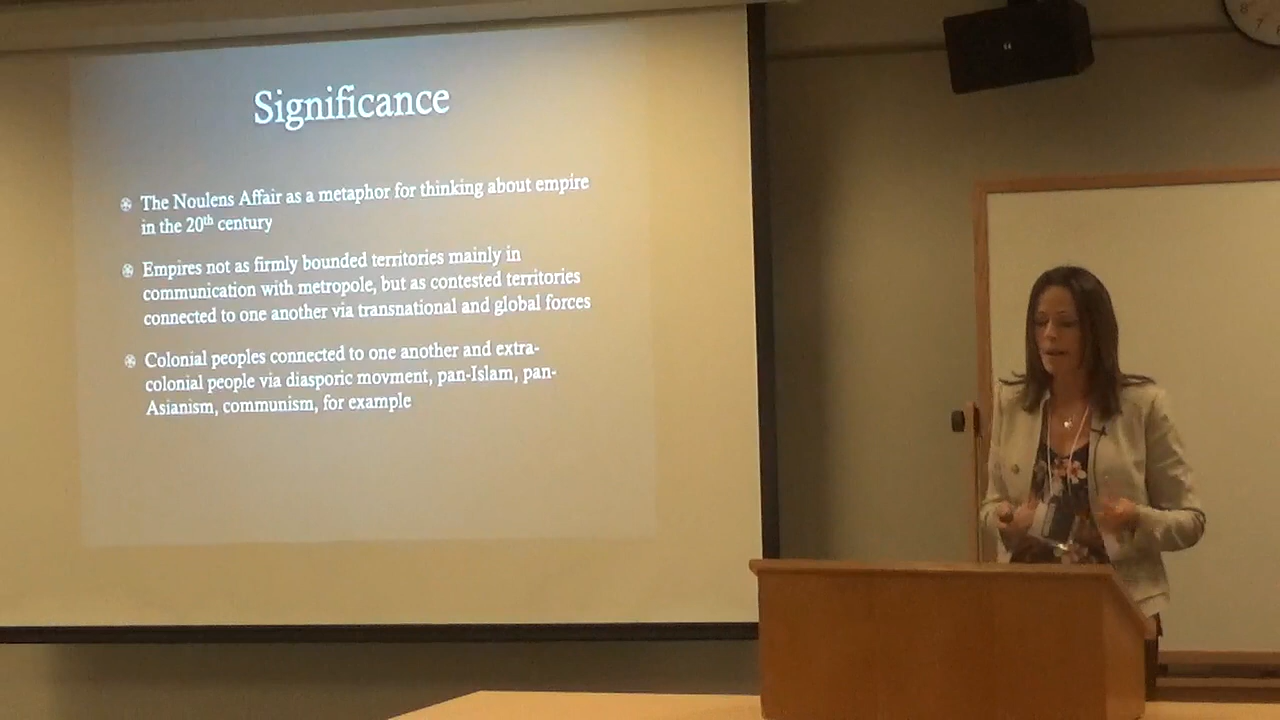 Significance
The Noulens Affair as a metaphor for thinking about empire
in the 20th century
Empires not as firmly bounded territories mainly in
communication with metropole, but as contested territories
connected to one another via transnational and global forces
Colonial peoples connected to one another and extra-
colonial people via diasporic movment, pan-Islam, pan-
Asianism, communism, for example